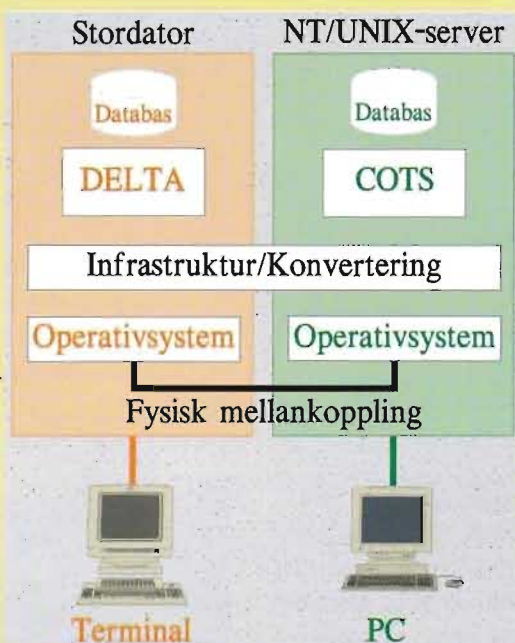 Stordator
NT/UNIX-server
Databas
Databas
DELTA
COTS
Infrastruktur/Konvertering
Operativsystem
Operativsystem
Fysisk mellankoppling
Terminal
PC